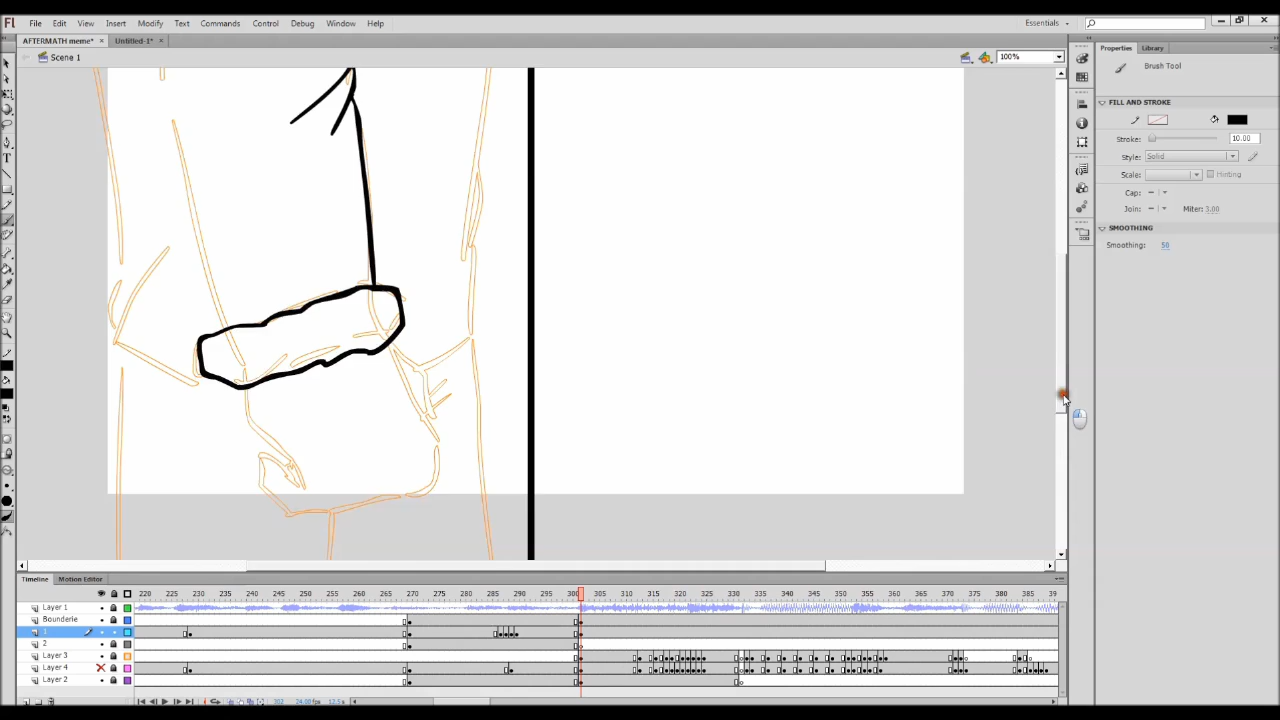 Fl File Edit View Insert Modify Text Commands Control Debug Window Help Essentials
AFTERMATH meme* × Untitled-1* ×
Scene 1 100%
Properties Library
Brush Tool
FILL AND STROKE
Stroke: 10.00
Style: Solid
Scale: Hinting
Cap:
Join: Miter: 3.00
SMOOTHING
Smoothing: 50
Timeline Motion Editor
220 225 230 235 240 245 250 255 260 265 270 275 280 285 290 295 300 305 310 315 320 325 330 335 340 345 350 355 360 365 370 375 380 385 39
Layer 1
Bounderie
1
2
Layer 3
Layer 4
Layer 2
302 24.00 fps 12.5 s